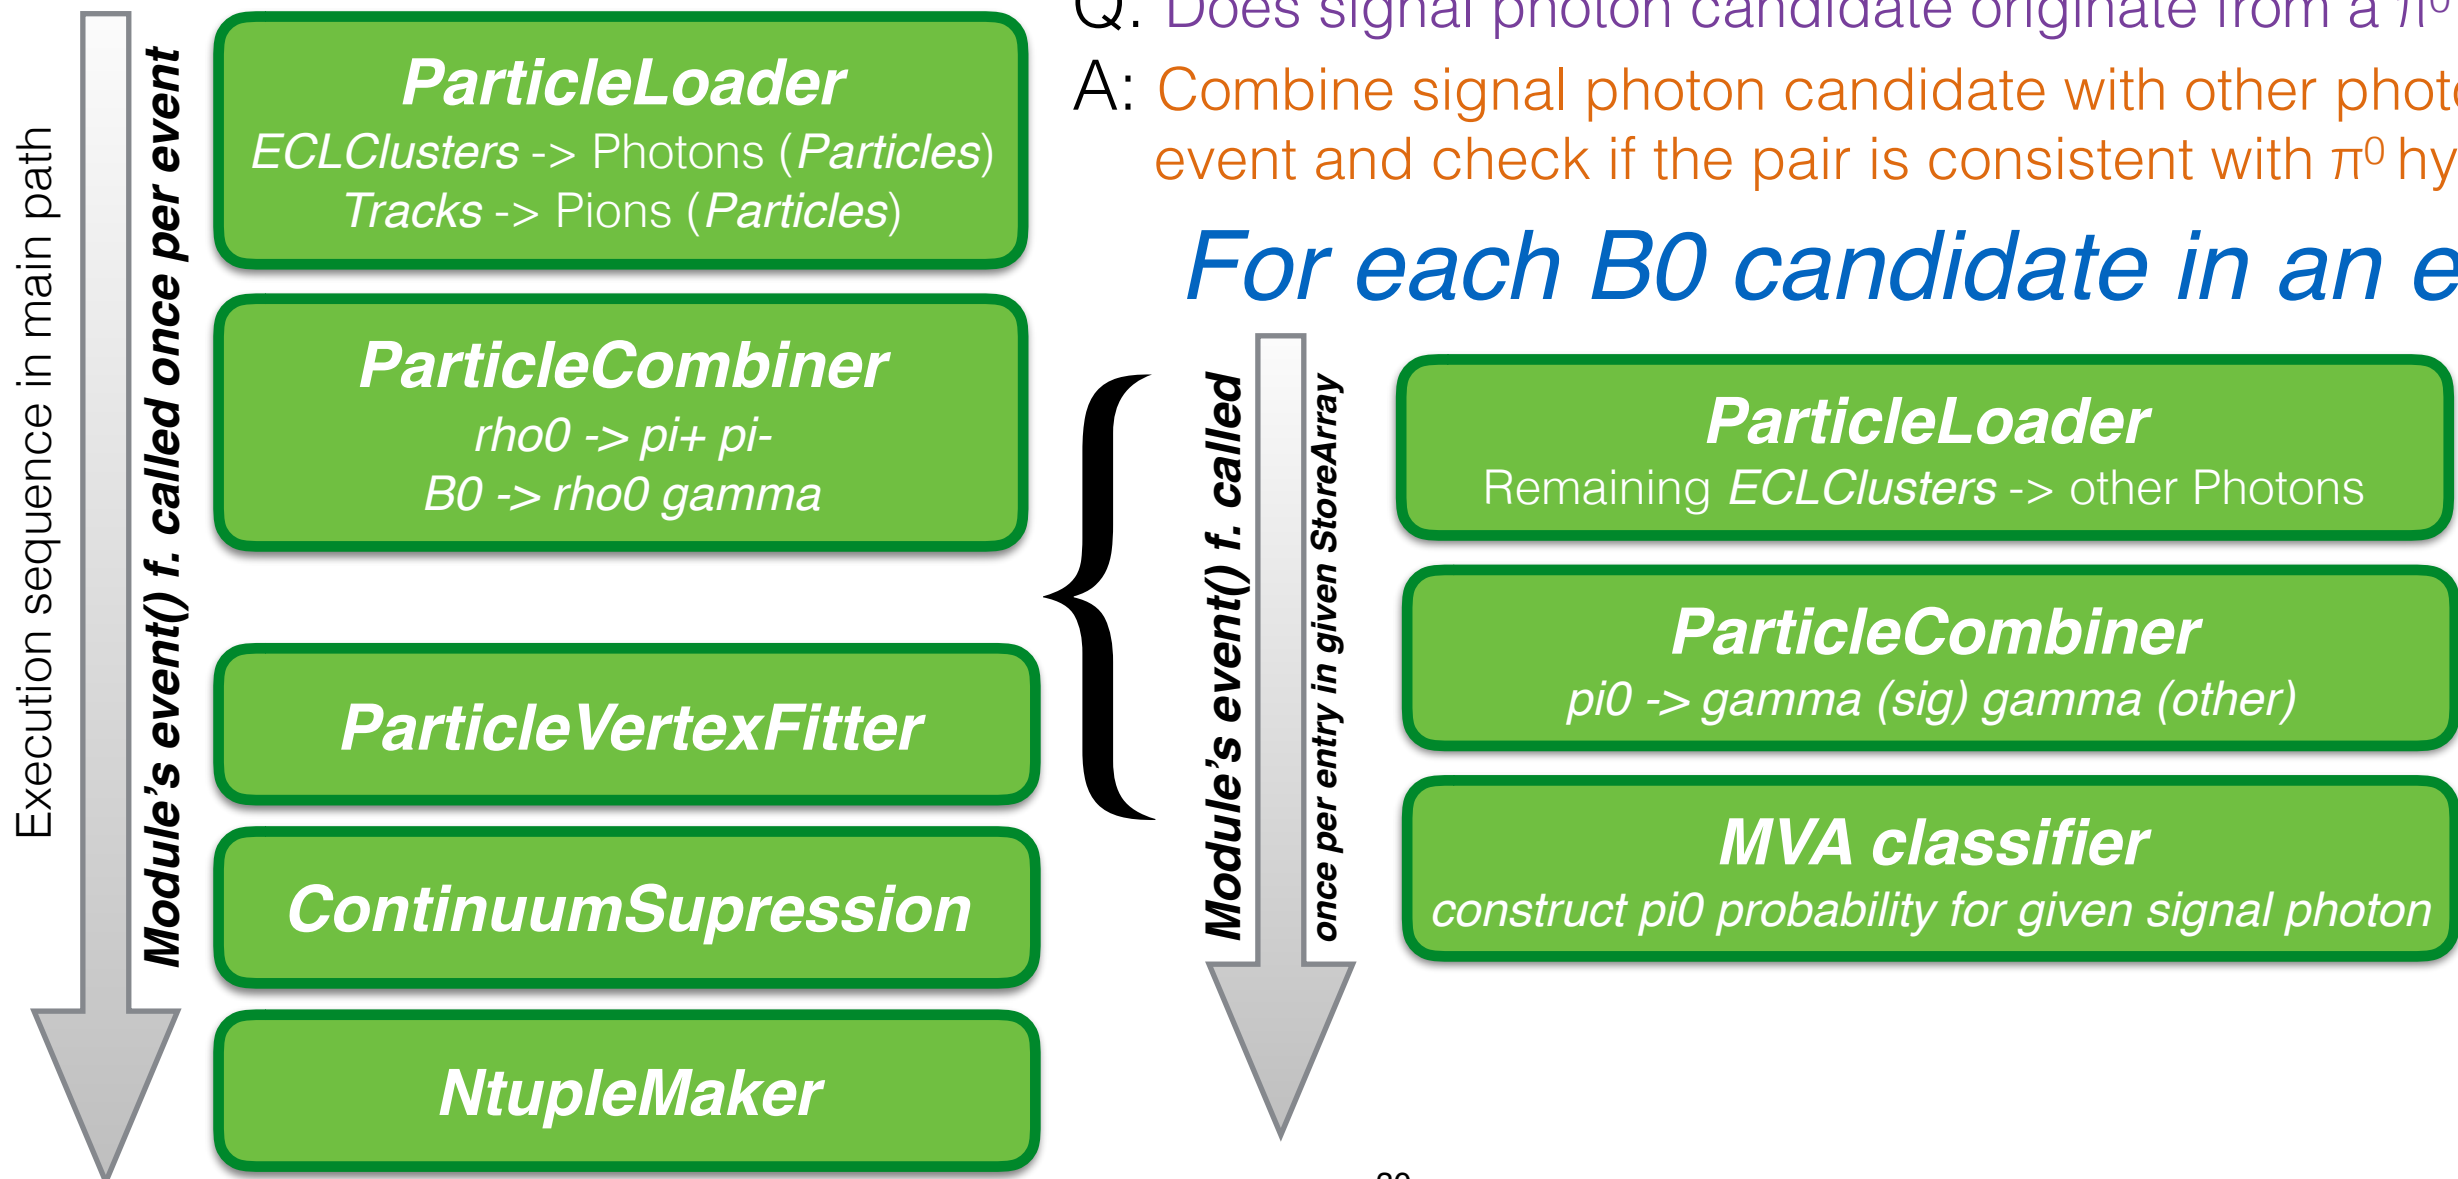 Execution sequence in main path
Module's event() f. called once per event
ParticleLoader
ECLClusters -> Photons (Particles)
Tracks -> Pions (Particles)
ParticleCombiner
rho0 -> pi+ pi-
B0 -> rho0 gamma
ParticleVertexFitter
ContinuumSupression
NtupleMaker
Q: Does signal photon candidate originate from a π⁰
A: Combine signal photon candidate with other
event and check if the pair is consistent with π⁰
For each B0 candidate in an
Module's event() f. called
once per entry in given StoreArray
ParticleLoader
Remaining ECLClusters -> other Photons
ParticleCombiner
pi0 -> gamma (sig) gamma (other)
MVA classifier
construct pi0 probability for given signal photon